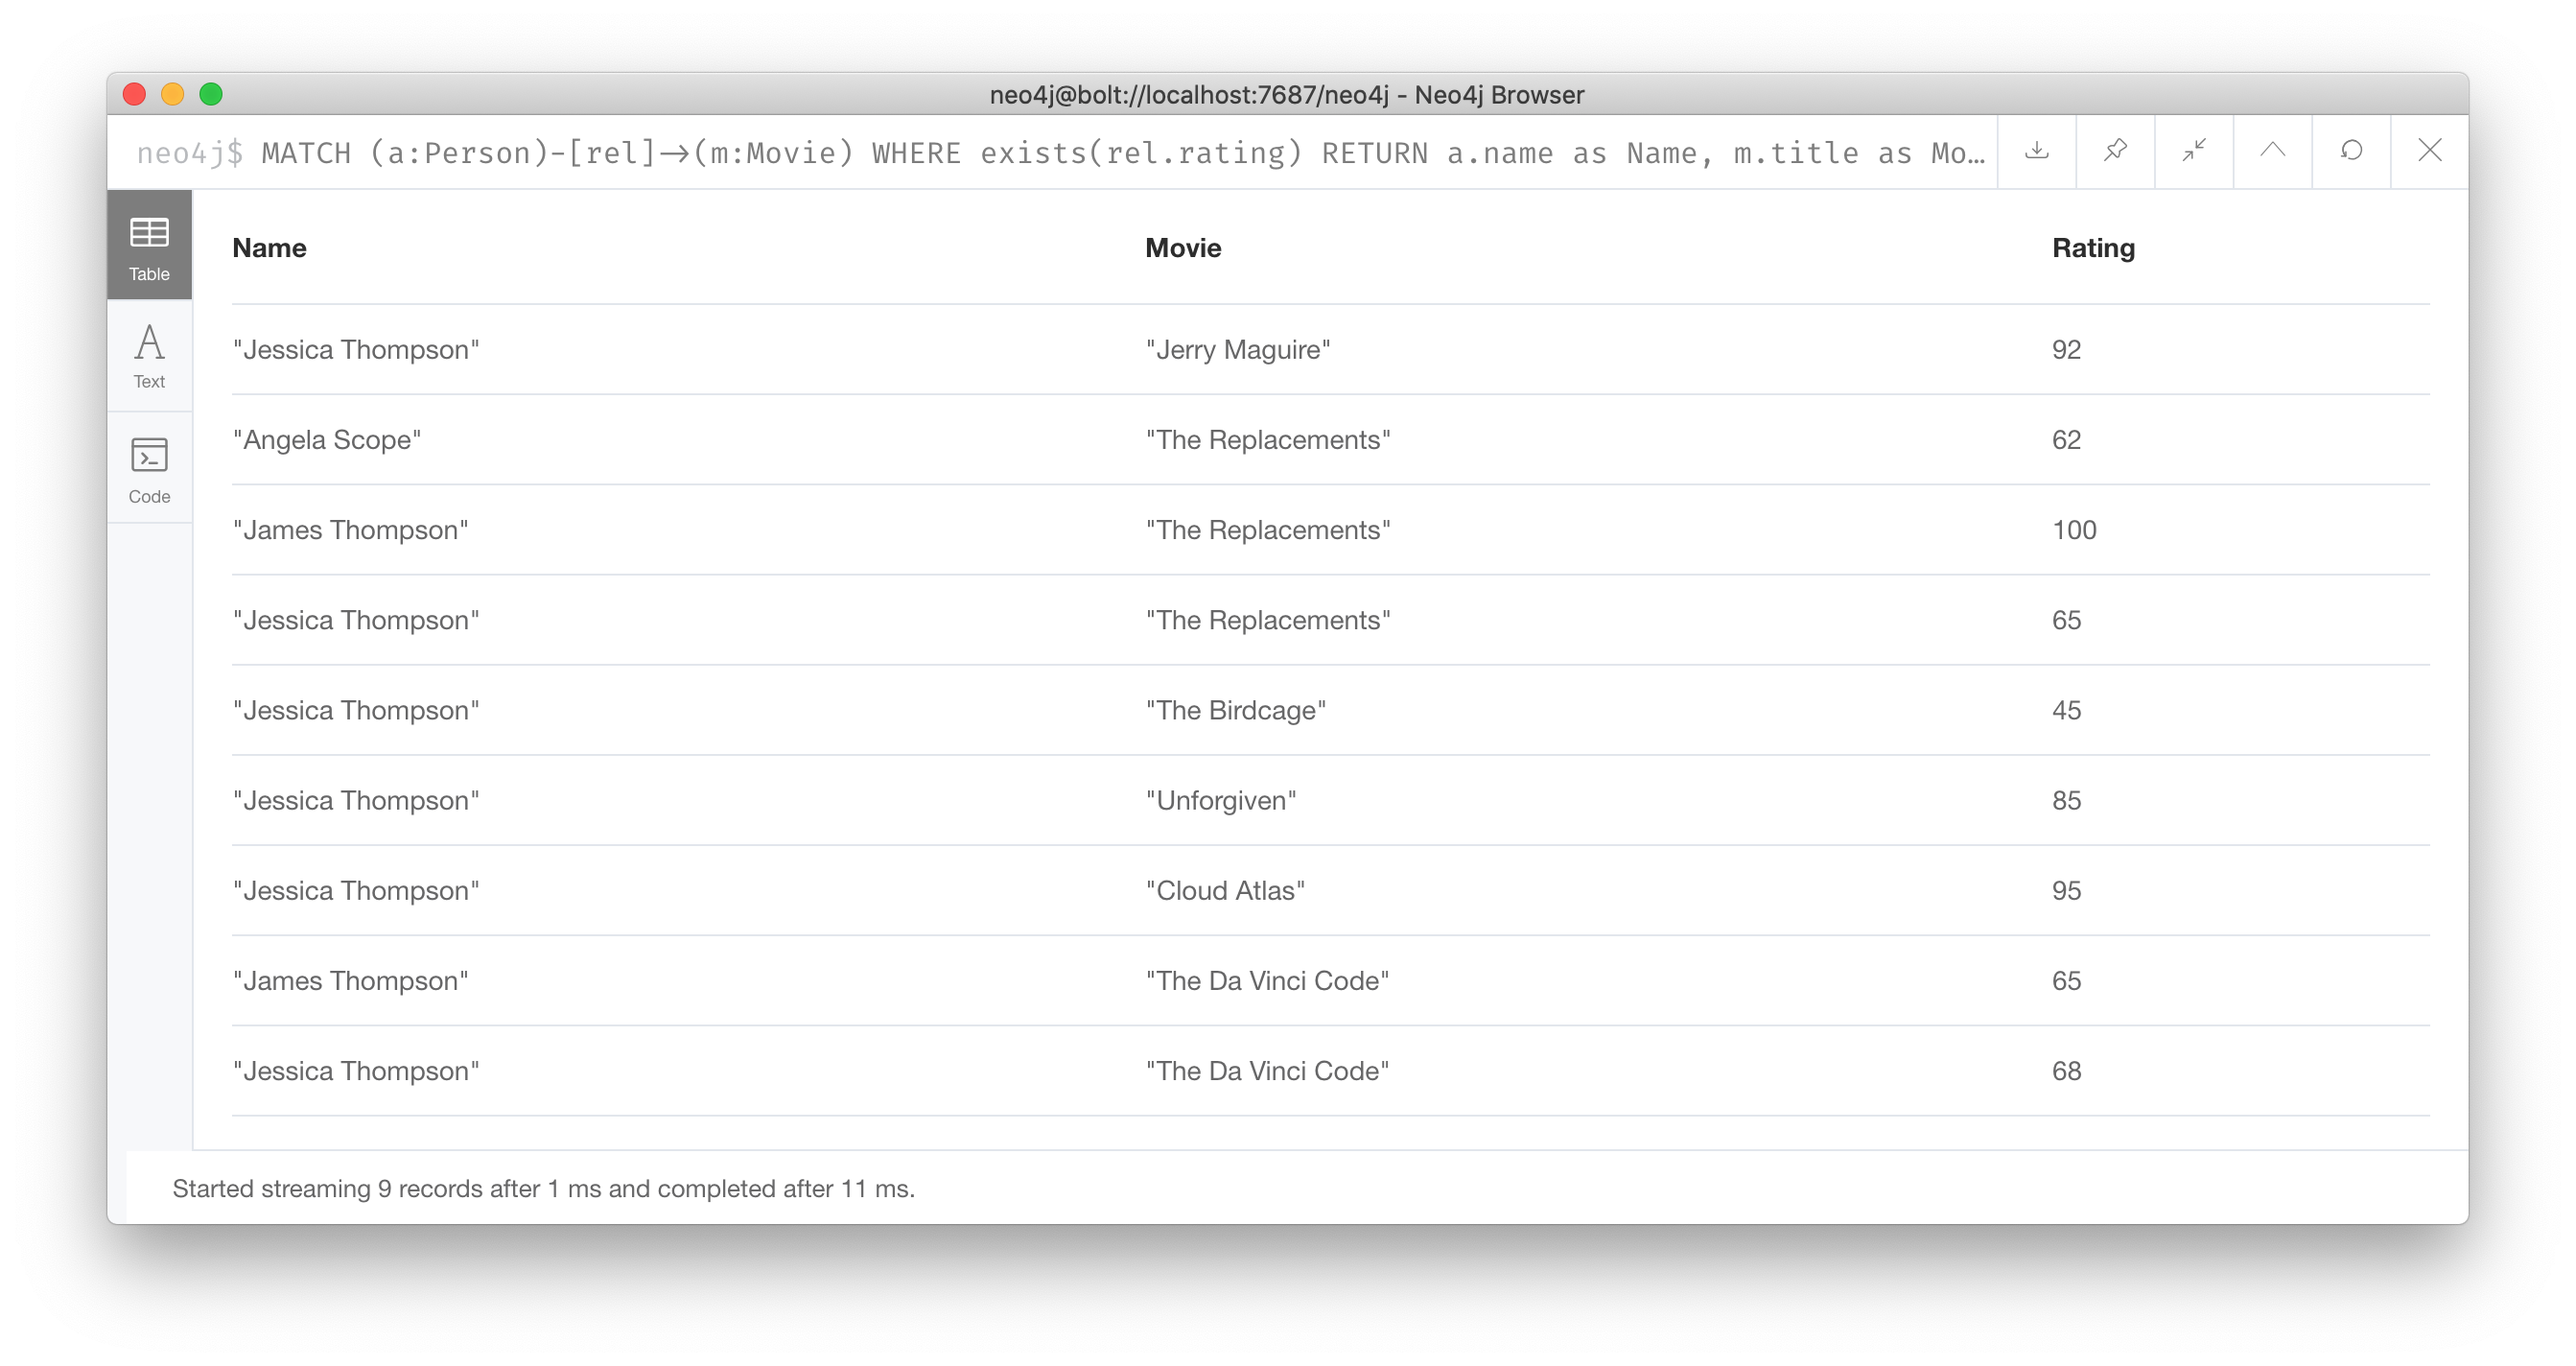 neo4j@bolt://localhost:7687/neo4j - Neo4j Browser
neo4j$ MATCH (a:Person)-[rel]→(m:Movie) WHERE exists(rel.rating) RETURN a.name as Name, m.title as Mo…
Table
Text
Code
Name Movie Rating
"Jessica Thompson" "Jerry Maguire" 92
"Angela Scope" "The Replacements" 62
"James Thompson" "The Replacements" 100
"Jessica Thompson" "The Replacements" 65
"Jessica Thompson" "The Birdcage" 45
"Jessica Thompson" "Unforgiven" 85
"Jessica Thompson" "Cloud Atlas" 95
"James Thompson" "The Da Vinci Code" 65
"Jessica Thompson" "The Da Vinci Code" 68
Started streaming 9 records after 1 ms and completed after 11 ms.